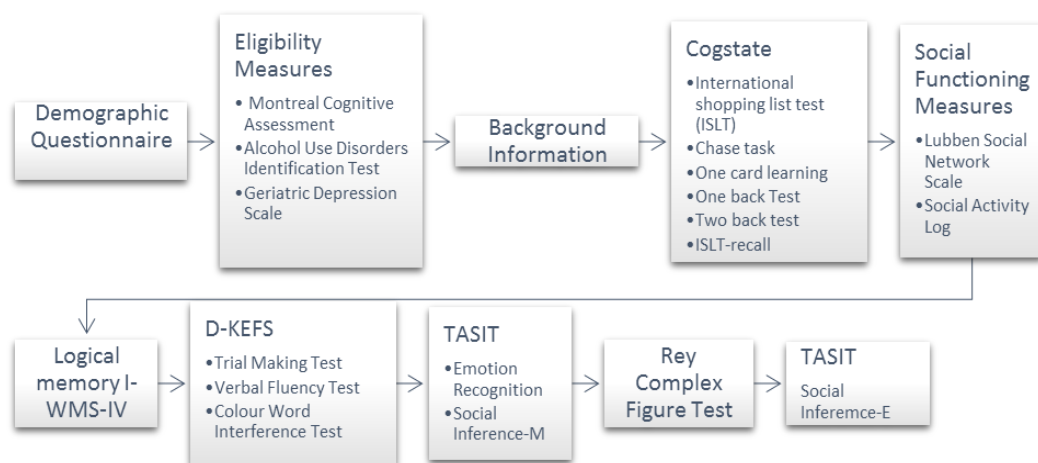 Demographic
Questionnaire
Eligibility
Measures
• Montreal Cognitive
Assessment
•Alcohol Use Disorders
Identification Test
•Geriatric Depression
Scale
Background
Information
Cogstate
•International
shopping list test
(ISLT)
•Chase task
•One card learning
•One back Test
•Two back test
•ISLT-recall
Social
Functioning
Measures
•Lubben Social
Network
Scale
•Social Activity
Log
Logical
memory I-
WMS-IV
D-KEFS
•Trial Making Test
•Verbal Fluency Test
•Colour Word
Interference Test
TASIT
•Emotion
Recognition
•Social
Inference-M
Rey
Complex
Figure Test
TASIT
Social
Inferemce-E